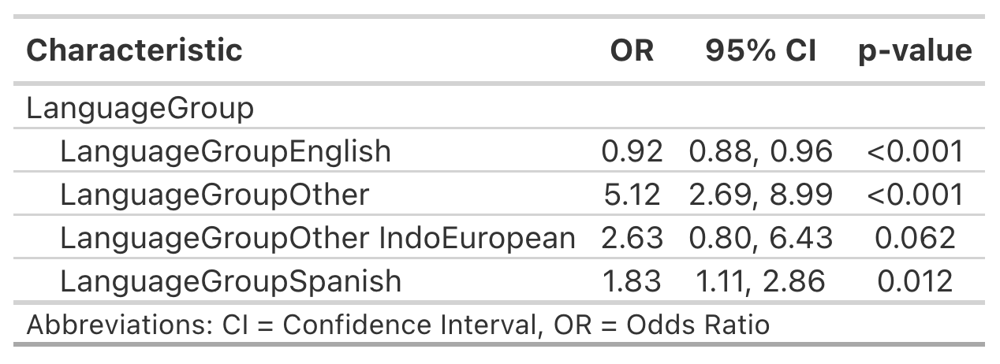 Characteristic OR 95% CI p-value
LanguageGroup
LanguageGroupEnglish 0.92 0.88, 0.96 <0.001
LanguageGroupOther 5.12 2.69, 8.99 <0.001
LanguageGroupOther IndoEuropean 2.63 0.80, 6.43 0.062
LanguageGroupSpanish 1.83 1.11, 2.86 0.012
Abbreviations: CI = Confidence Interval, OR = Odds Ratio